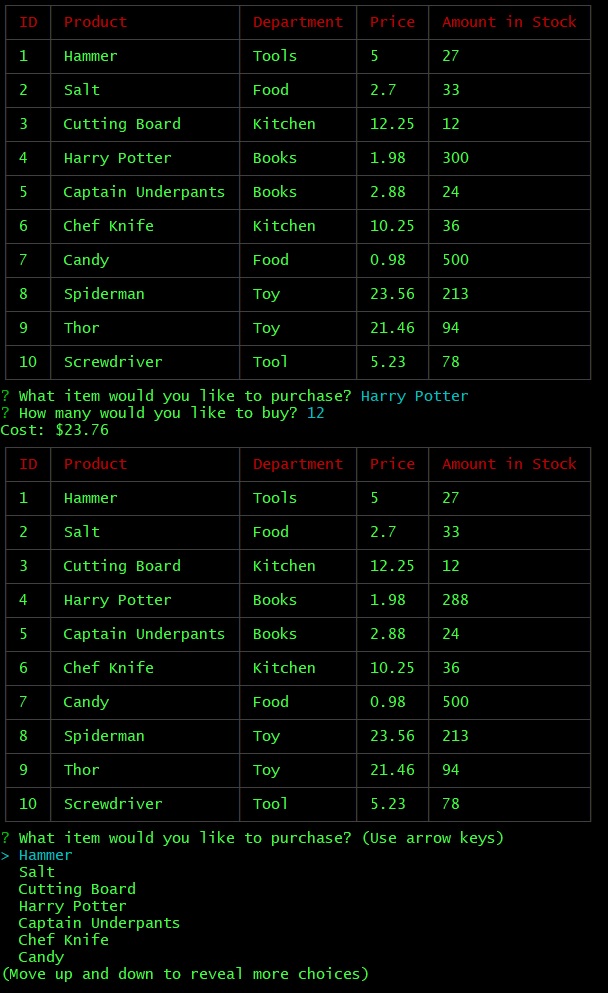 ID Product Department Price Amount in Stock
1 Hammer Tools 5 27
2 Salt Food 2.7 33
3 Cutting Board Kitchen 12.25 12
4 Harry Potter Books 1.98 300
5 Captain Underpants Books 2.88 24
6 Chef Knife Kitchen 10.25 36
7 Candy Food 0.98 500
8 Spiderman Toy 23.56 213
9 Thor Toy 21.46 94
10 Screwdriver Tool 5.23 78
? What item would you like to purchase? Harry Potter
? How many would you like to buy? 12
Cost: $23.76
ID Product Department Price Amount in Stock
1 Hammer Tools 5 27
2 Salt Food 2.7 33
3 Cutting Board Kitchen 12.25 12
4 Harry Potter Books 1.98 288
5 Captain Underpants Books 2.88 24
6 Chef Knife Kitchen 10.25 36
7 Candy Food 0.98 500
8 Spiderman Toy 23.56 213
9 Thor Toy 21.46 94
10 Screwdriver Tool 5.23 78
? What item would you like to purchase? (Use arrow keys)
> Hammer
Salt
Cutting Board
Harry Potter
Captain Underpants
Chef Knife
Candy
(Move up and down to reveal more choices)